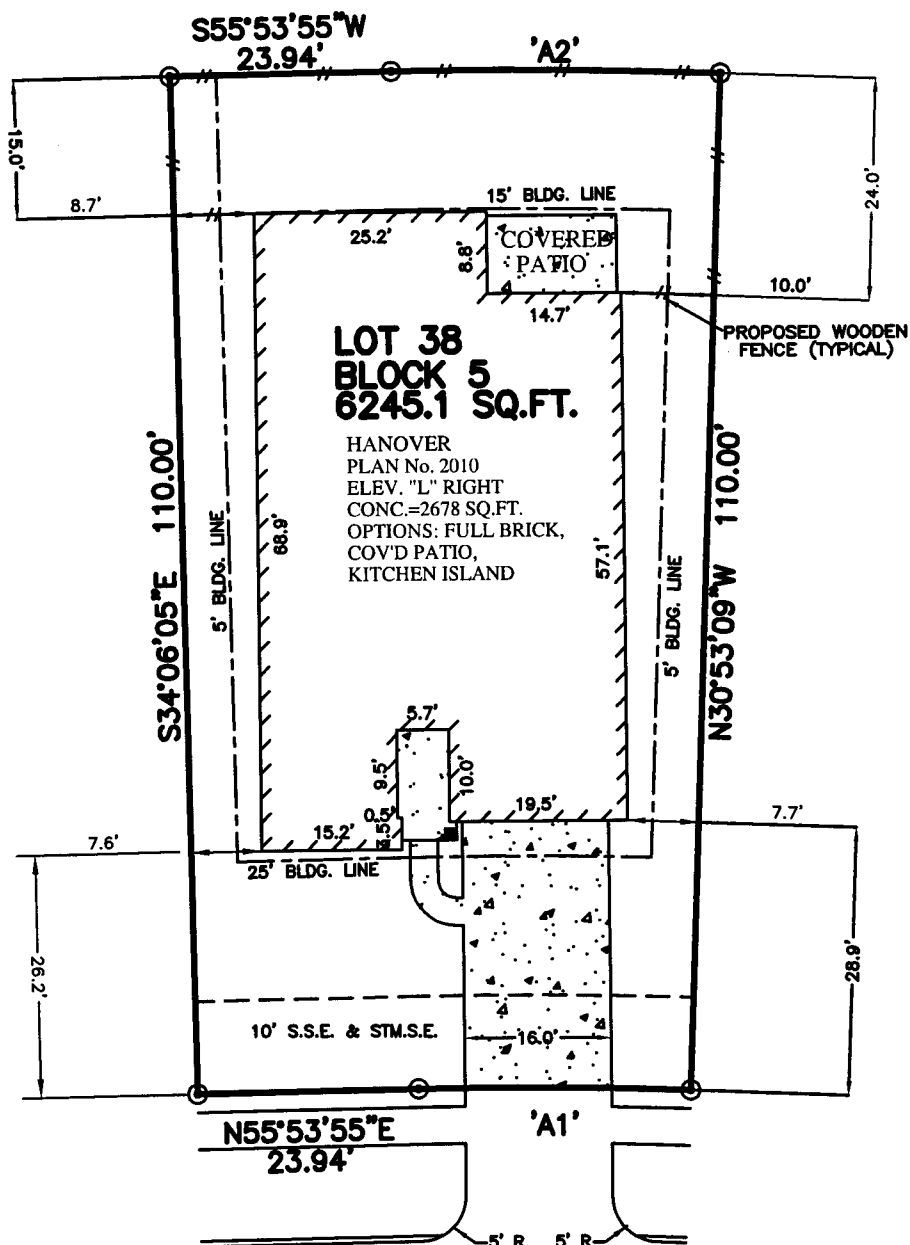 S55°53'55"W
23.94'
'A2'
15.0'
8.7'
15' BLDG. LINE
24.0'
25.2'
8.8'
COVERED
PATIO
10.0'
14.7'
PROPOSED WOODEN
FENCE (TYPICAL)
LOT 38
BLOCK 5
6245.1 SQ.FT.
HANOVER
PLAN No. 2010
ELEV. "L" RIGHT
CONC.=2678 SQ.FT.
OPTIONS: FULL BRICK,
COV'D PATIO,
KITCHEN ISLAND
S34°06'05"E 110.00'
5' BLDG. LINE
68.9'
57.1'
5' BLDG. LINE
N30°53'09"W 110.00'
5.7'
9.5'
10.0'
0.5'
19.5'
7.7'
15.2'
7.6'
25' BLDG. LINE
26.2'
28.9'
10' S.S.E. & STM.S.E.
16.0'
N55°53'55"E
23.94'
'A1'
5' R
5' R